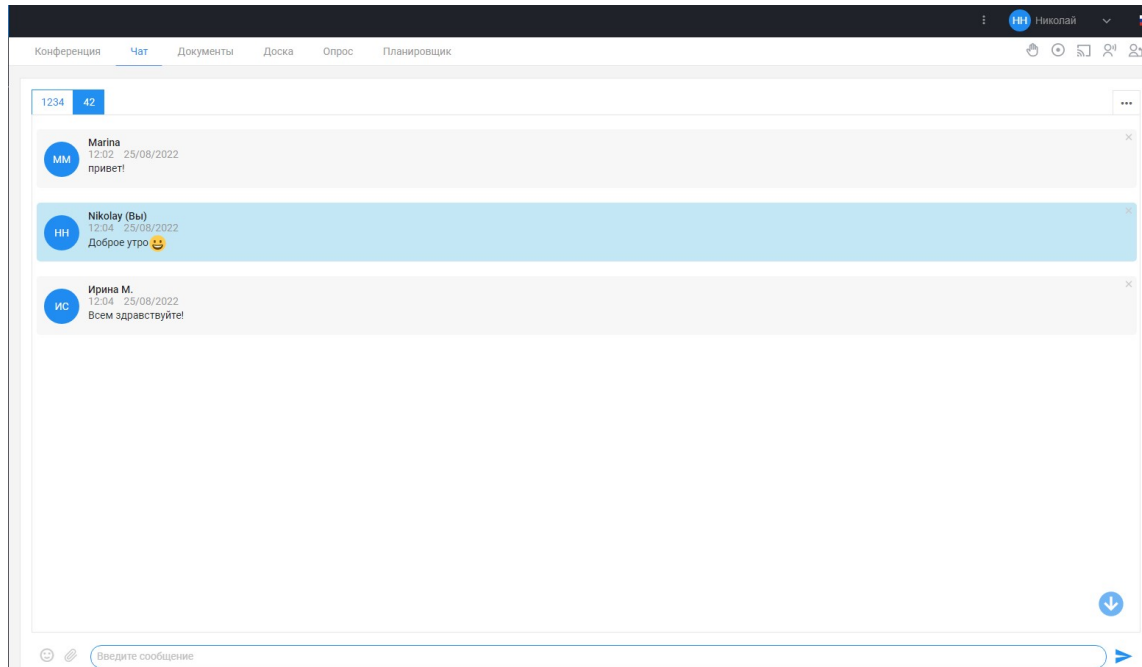 НН Николай
Конференция Чат Документы Доска Опрос Планировщик
1234 42
Marina
MM
12:02 25/08/2022
привет!
Nikolay (Вы)
НН
12:04 25/08/2022
Доброе утро😀
Ирина М.
ИС
12:04 25/08/2022
Всем здравствуйте!
Введите сообщение